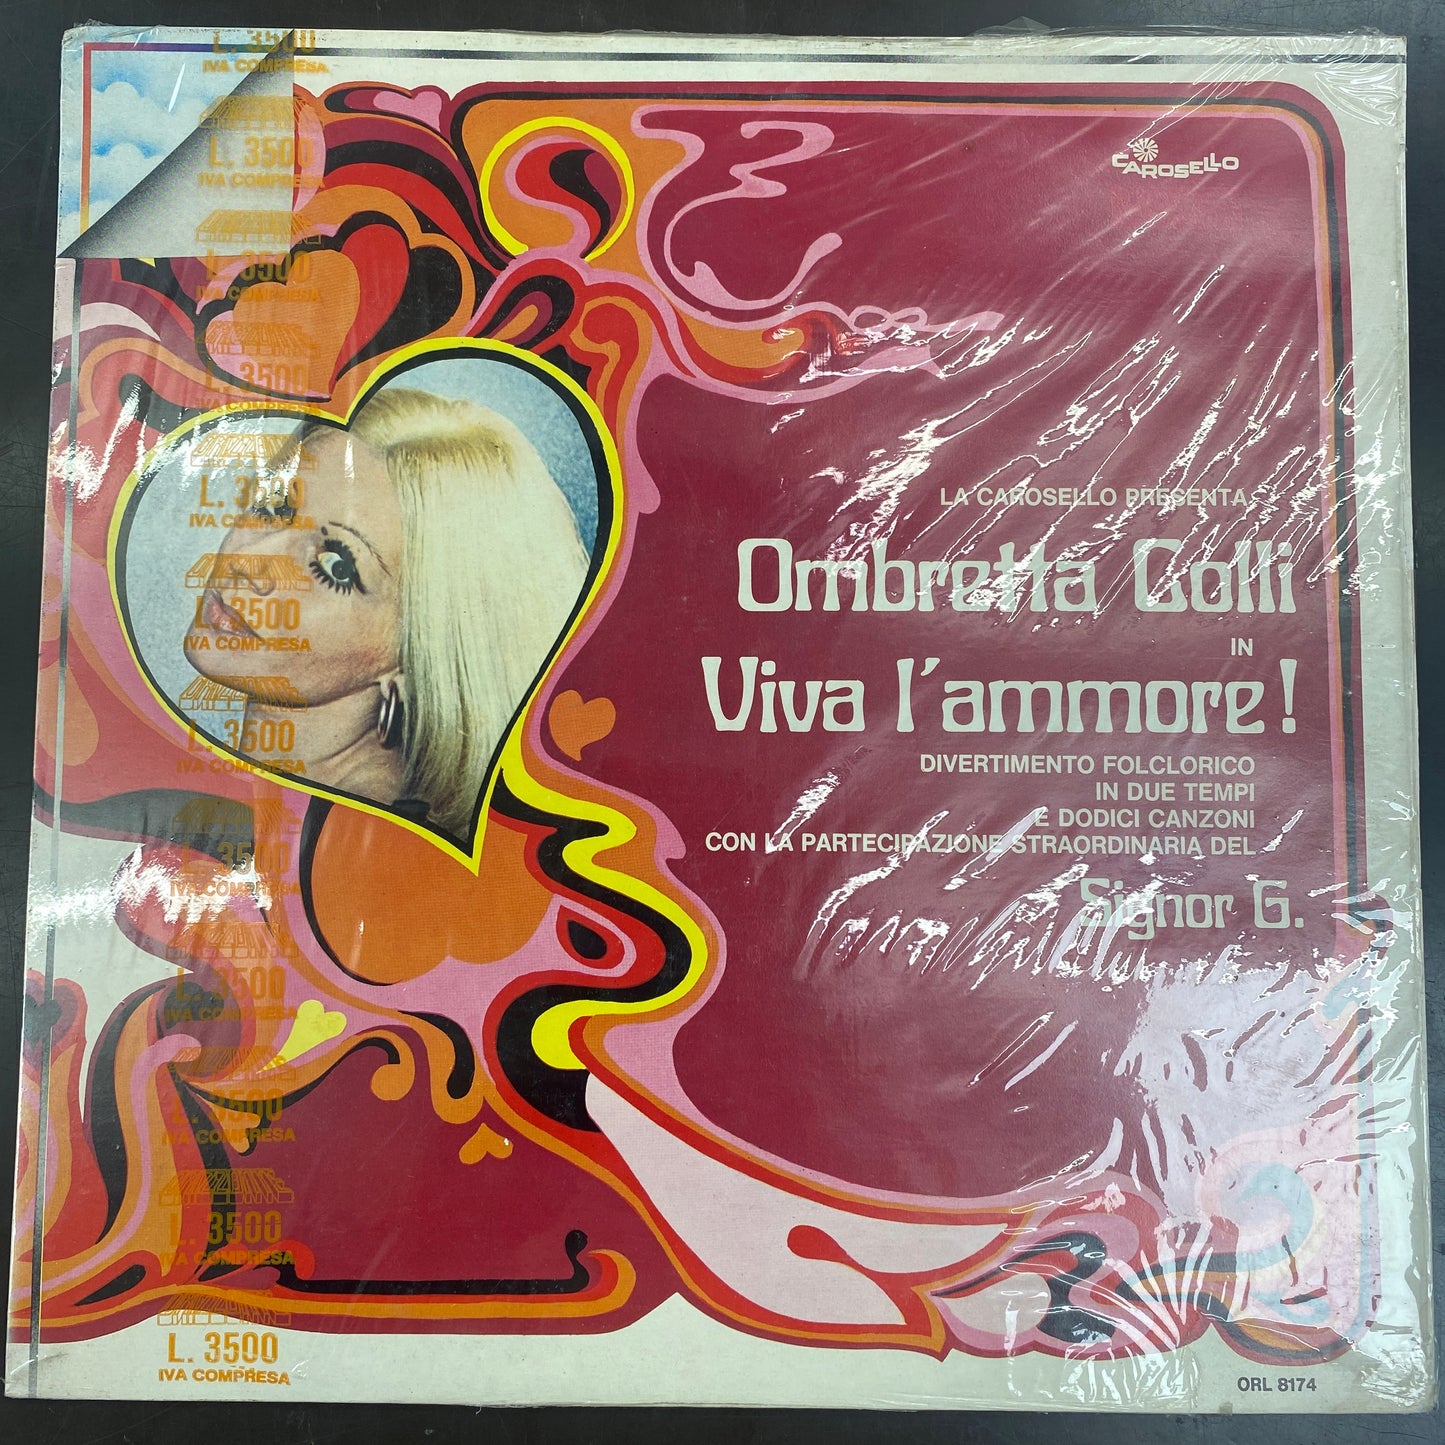 CAROSELLO
LA CAROSELLO PRESENTA
Ombretta Colli
IN
Viva l'ammore!
DIVERTIMENTO FOLCLORICO
IN DUE TEMPI
E DODICI CANZONI
CON LA PARTECIPAZIONE STRAORDINARIA DEL
Signor G.
ORL 8174
L. 3500
IVA COMPRESA
L. 3500
IVA COMPRESA
L. 3500
IVA COMPRESA
L. 3500
IVA COMPRESA
L. 3500
IVA COMPRESA
L. 3500
IVA COMPRESA
L. 3500
IVA COMPRESA
L. 3500
IVA COMPRESA
L. 3500
IVA COMPRESA
L. 3500
IVA COMPRESA
L. 3500
IVA COMPRESA
L. 3500
IVA COMPRESA